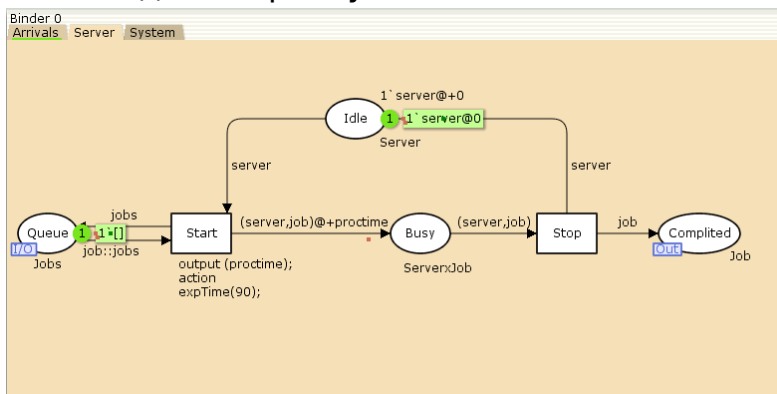 Binder 0
Arrivals Server System
1`server@+0
Idle 1 1`server@0
Server
server server
jobs
Queue 1 1`[] Start (server,job)@+proctime Busy (server,job) Stop job Complited
I/O job::jobs Out
Jobs output (proctime); ServerxJob Job
action
expTime(90);